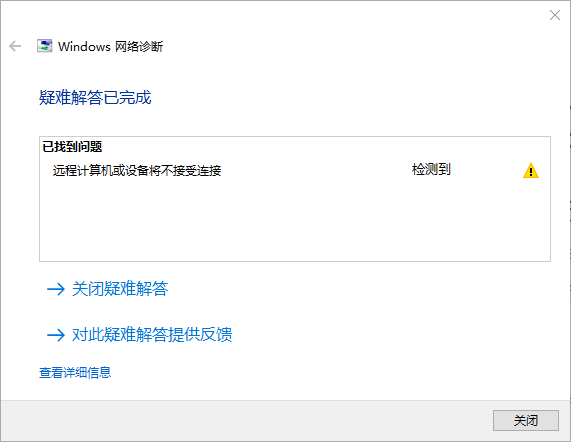 Windows 网络诊断
疑难解答已完成
已找到问题
远程计算机或设备将不接受连接 检测到
关闭疑难解答
对此疑难解答提供反馈
查看详细信息
关闭